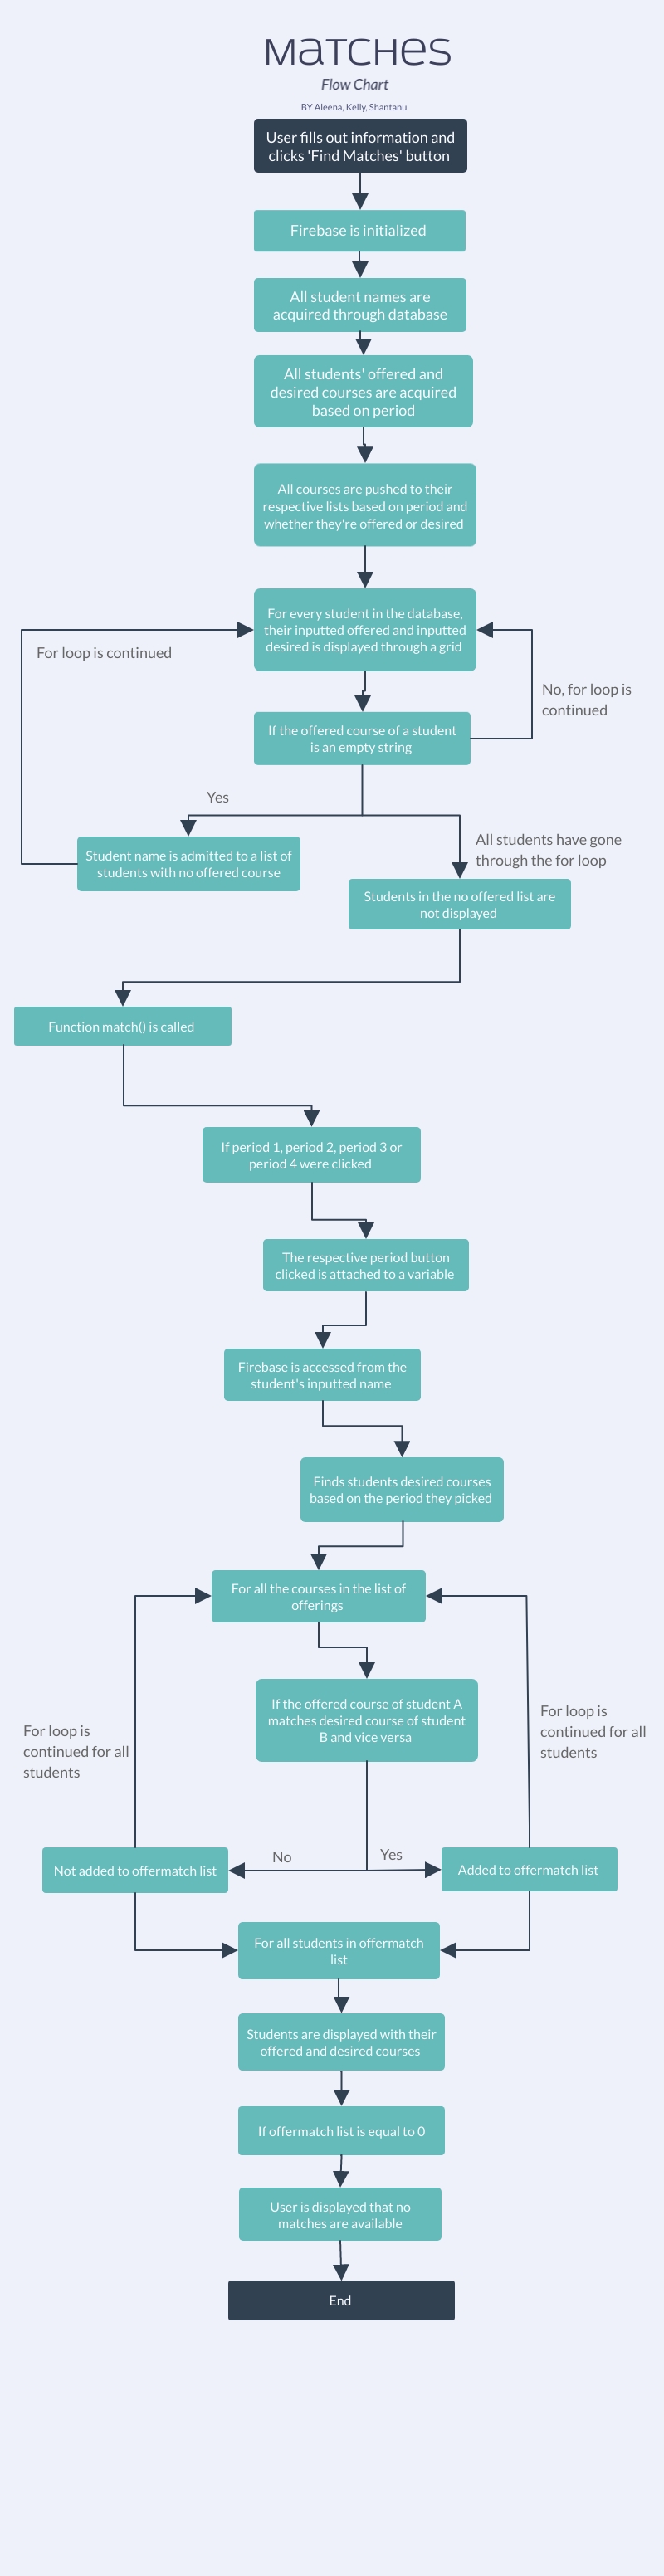 MATCHES
Flow Chart
BY Aleena, Kelly, Shantanu
User fills out information and
clicks 'Find Matches' button
Firebase is initialized
All student names are
acquired through database
All students' offered and
desired courses are acquired
based on period
All courses are pushed to their
respective lists based on period and
whether they're offered or desired
For every student in the database,
their inputted offered and inputted
desired is displayed through a grid
For loop is continued
No, for loop is
continued
If the offered course of a student
is an empty string
Yes
All students have gone
through the for loop
Student name is admitted to a list of
students with no offered course
Students in the no offered list are
not displayed
Function match() is called
If period 1, period 2, period 3 or
period 4 were clicked
The respective period button
clicked is attached to a variable
Firebase is accessed from the
student's inputted name
Finds students desired courses
based on the period they picked
For all the courses in the list of
offerings
If the offered course of student A
matches desired course of student
B and vice versa
For loop is
continued for all
students
For loop is
continued for all
students
No
Yes
Not added to offermatch list
Added to offermatch list
For all students in offermatch
list
Students are displayed with their
offered and desired courses
If offermatch list is equal to 0
User is displayed that no
matches are available
End